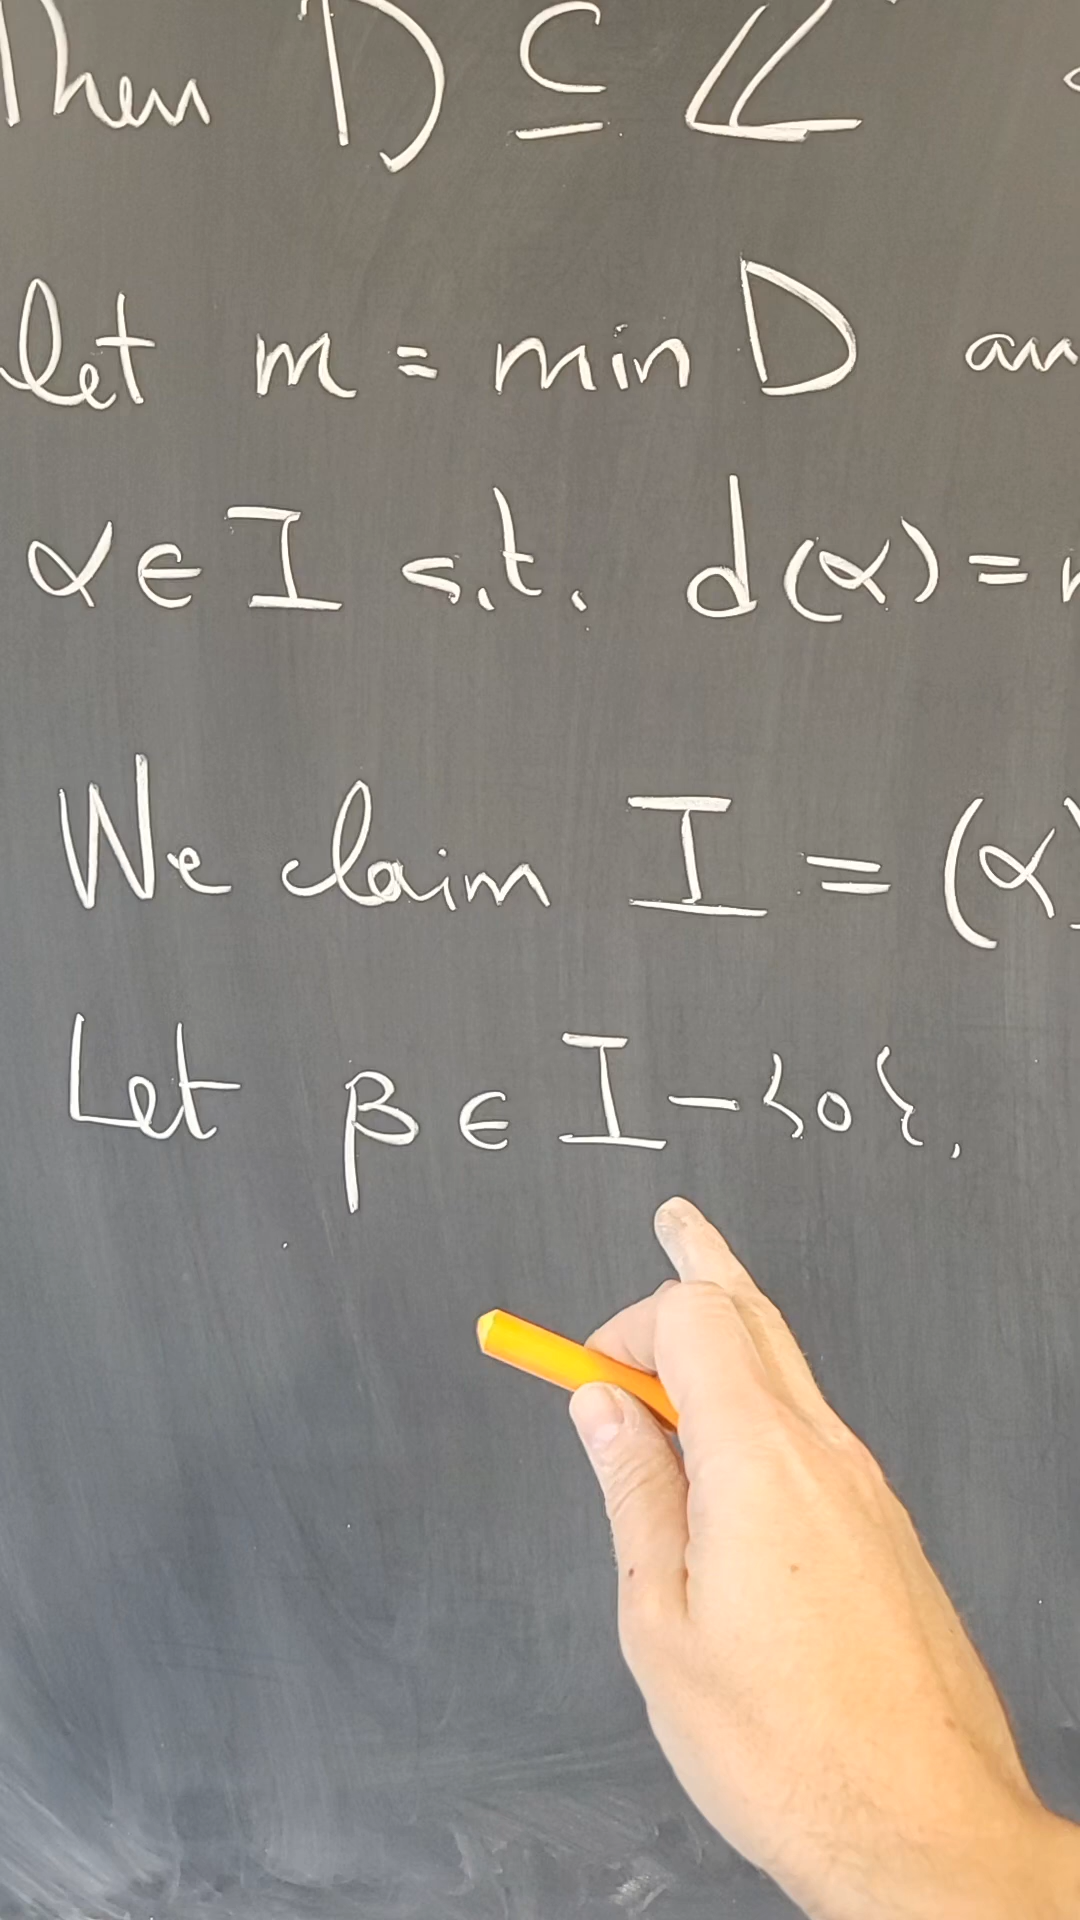 Then D ⊆ ℤ
let m = min D an
α ∈ I s.t. d(α) =
We claim I = (α)
Let β ∈ I - {0}.